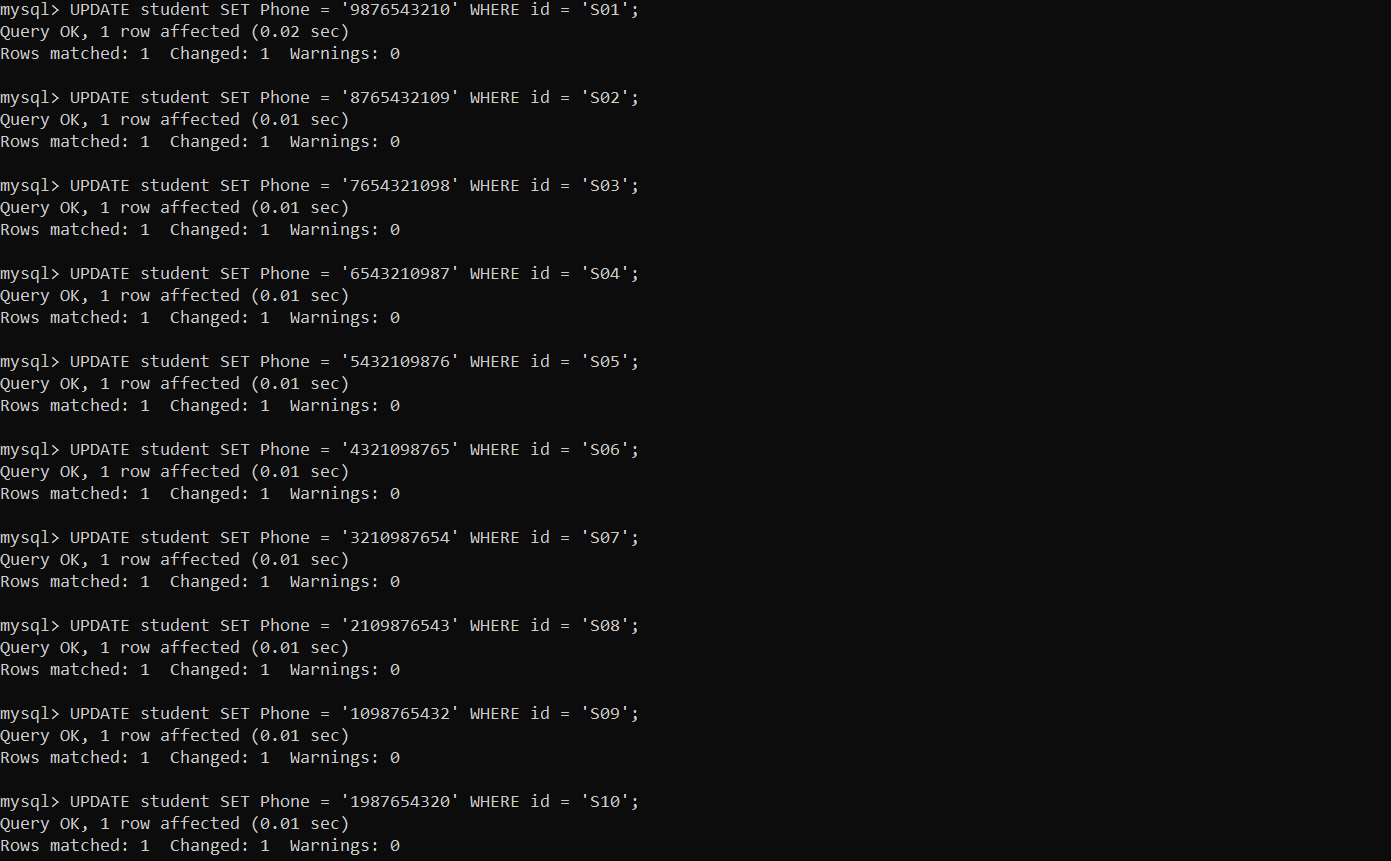 mysql> UPDATE student SET Phone = '9876543210' WHERE id = 'S01';
Query OK, 1 row affected (0.02 sec)
Rows matched: 1  Changed: 1  Warnings: 0
mysql> UPDATE student SET Phone = '8765432109' WHERE id = 'S02';
Query OK, 1 row affected (0.01 sec)
Rows matched: 1  Changed: 1  Warnings: 0
mysql> UPDATE student SET Phone = '7654321098' WHERE id = 'S03';
Query OK, 1 row affected (0.01 sec)
Rows matched: 1  Changed: 1  Warnings: 0
mysql> UPDATE student SET Phone = '6543210987' WHERE id = 'S04';
Query OK, 1 row affected (0.01 sec)
Rows matched: 1  Changed: 1  Warnings: 0
mysql> UPDATE student SET Phone = '5432109876' WHERE id = 'S05';
Query OK, 1 row affected (0.01 sec)
Rows matched: 1  Changed: 1  Warnings: 0
mysql> UPDATE student SET Phone = '4321098765' WHERE id = 'S06';
Query OK, 1 row affected (0.01 sec)
Rows matched: 1  Changed: 1  Warnings: 0
mysql> UPDATE student SET Phone = '3210987654' WHERE id = 'S07';
Query OK, 1 row affected (0.01 sec)
Rows matched: 1  Changed: 1  Warnings: 0
mysql> UPDATE student SET Phone = '2109876543' WHERE id = 'S08';
Query OK, 1 row affected (0.01 sec)
Rows matched: 1  Changed: 1  Warnings: 0
mysql> UPDATE student SET Phone = '1098765432' WHERE id = 'S09';
Query OK, 1 row affected (0.01 sec)
Rows matched: 1  Changed: 1  Warnings: 0
mysql> UPDATE student SET Phone = '1987654320' WHERE id = 'S10';
Query OK, 1 row affected (0.01 sec)
Rows matched: 1  Changed: 1  Warnings: 0